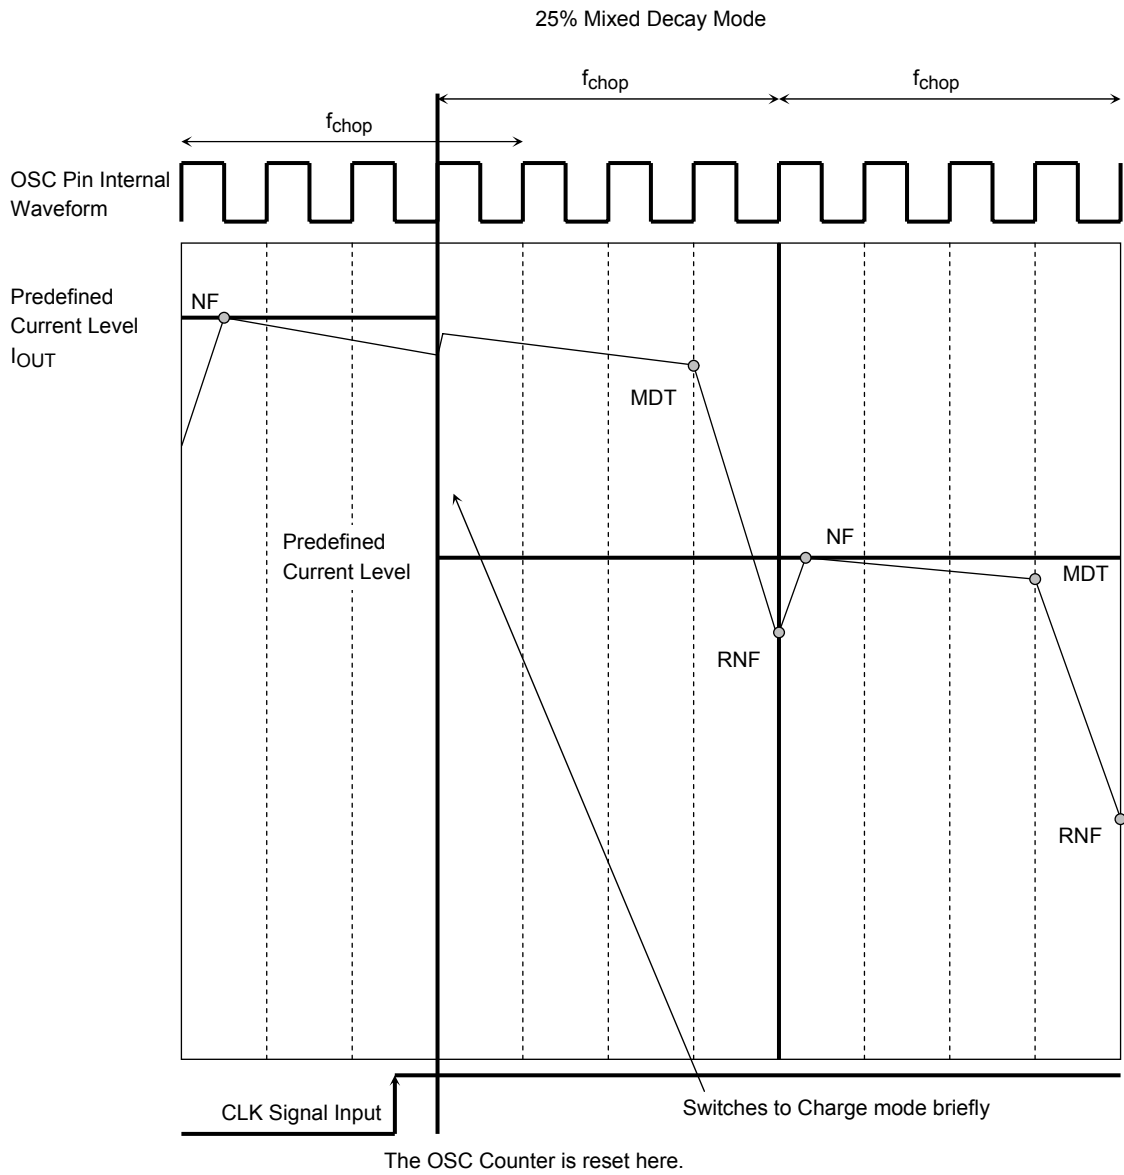 25% Mixed Decay Mode
fchop
fchop
fchop
OSC Pin Internal
Waveform
Predefined
Current Level
IOUT
NF
MDT
Predefined
Current Level
NF
MDT
RNF
RNF
CLK Signal Input
Switches to Charge mode briefly
The OSC Counter is reset here.